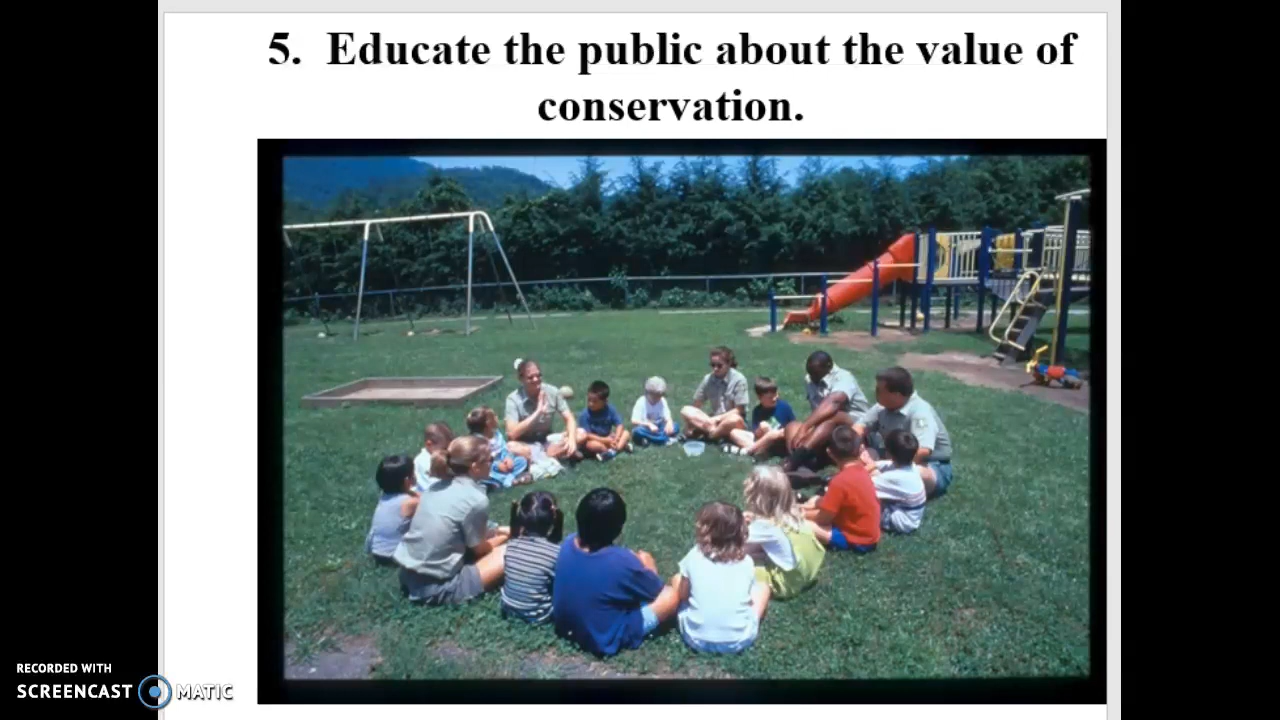 5. Educate the public about the value of
conservation.
RECORDED WITH
SCREENCAST MATIC